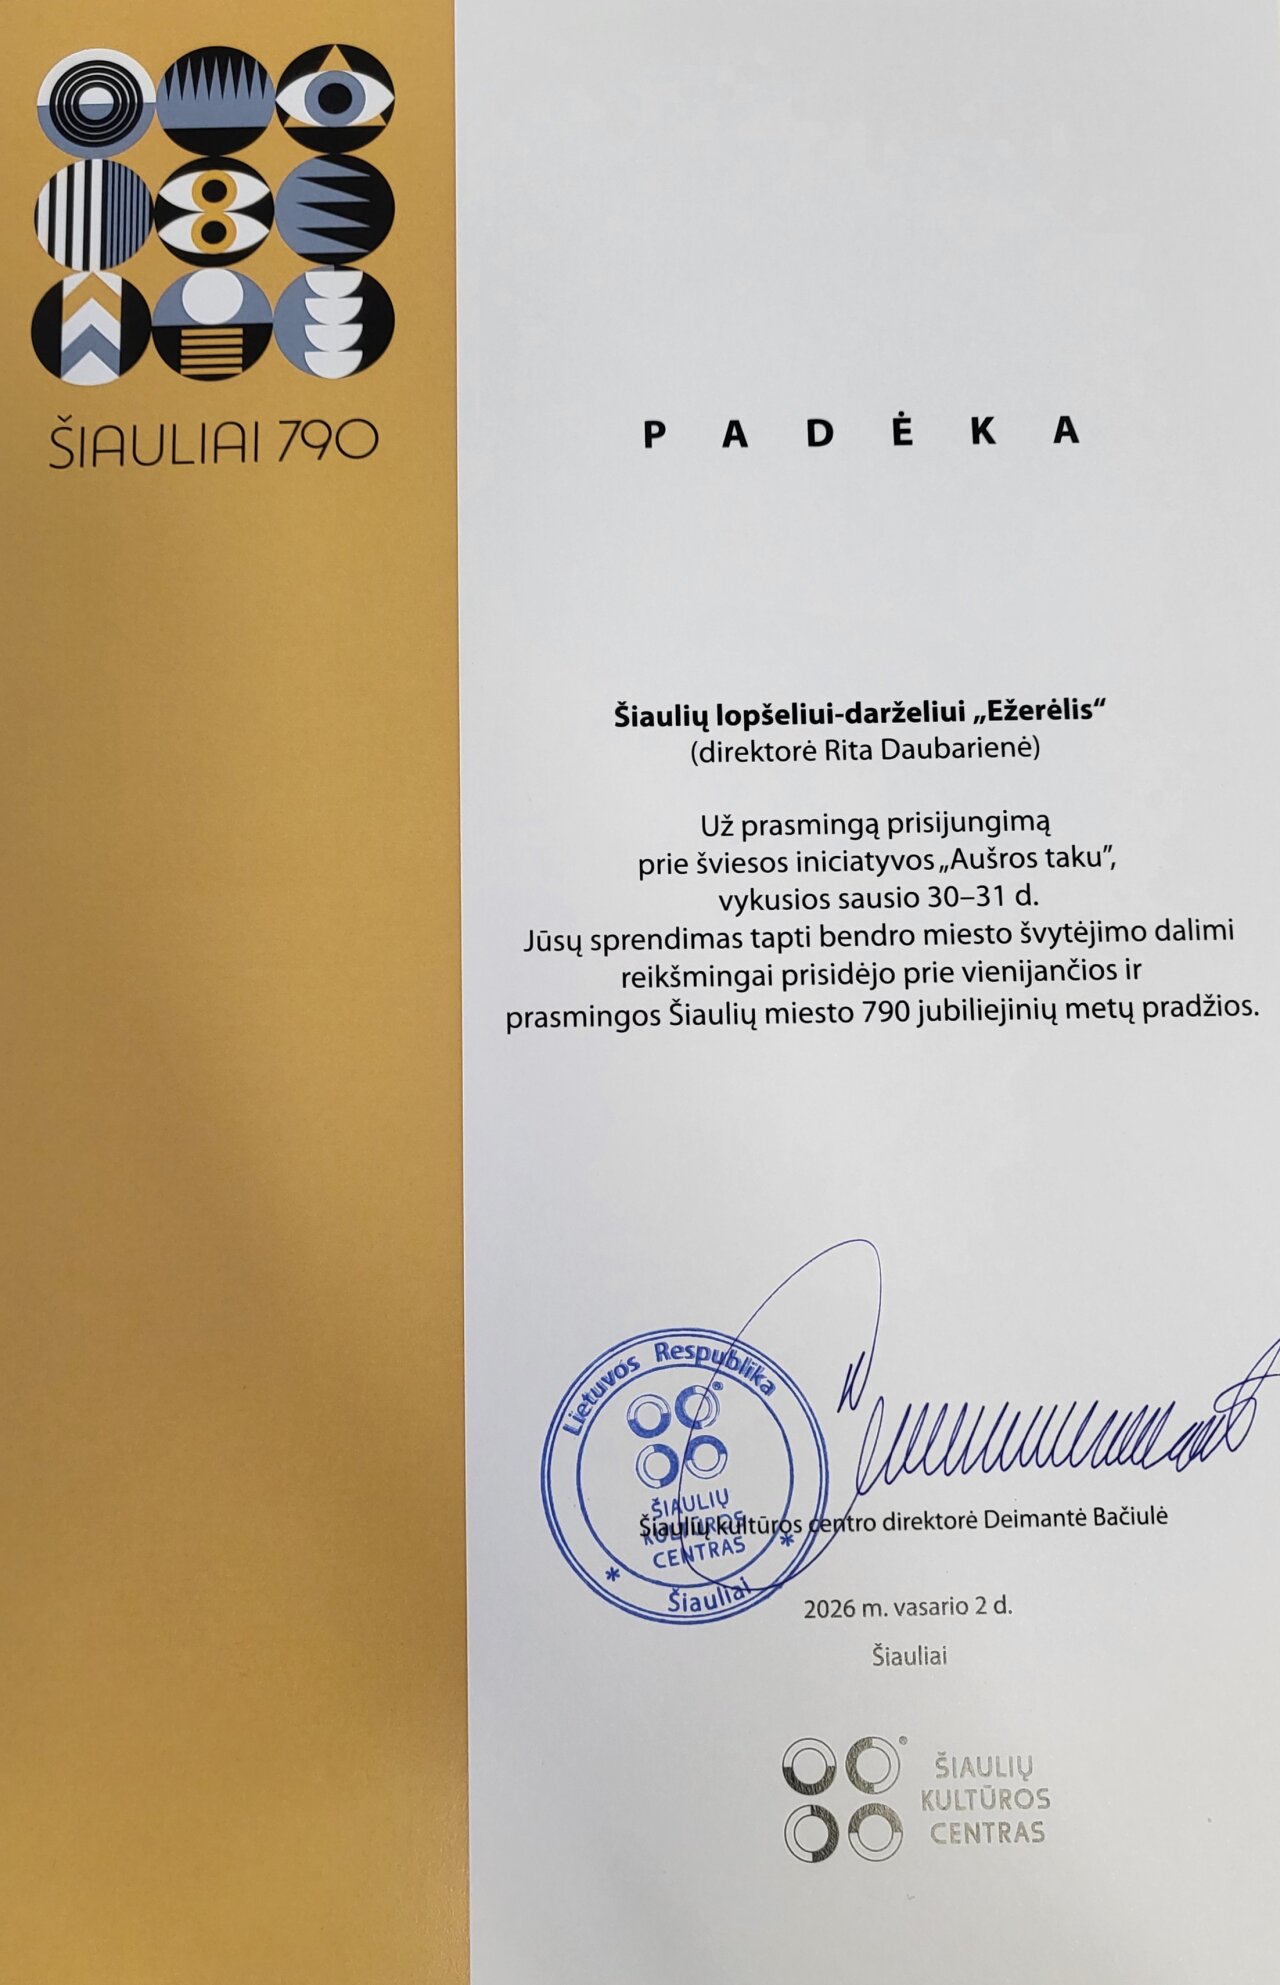 ŠIAULIAI 790
PADĖKA
Šiaulių lopšeliui-darželiui „Ežerėlis“
(direktorė Rita Daubarienė)
Už prasmingą prisijungimą
prie šviesos iniciatyvos „Aušros taku”,
vykusios sausio 30–31 d.
Jūsų sprendimas tapti bendro miesto švytėjimo dalimi
reikšmingai prisidėjo prie vienijančios ir
prasmingos Šiaulių miesto 790 jubiliejinių metų pradžios.
Lietuvos Respublika
ŠIAULIŲ
KULTŪROS
CENTRAS
* Šiauliai *
Šiaulių kultūros centro direktorė Deimantė Bačiulė
2026 m. vasario 2 d.
Šiauliai
ŠIAULIŲ
KULTŪROS
CENTRAS